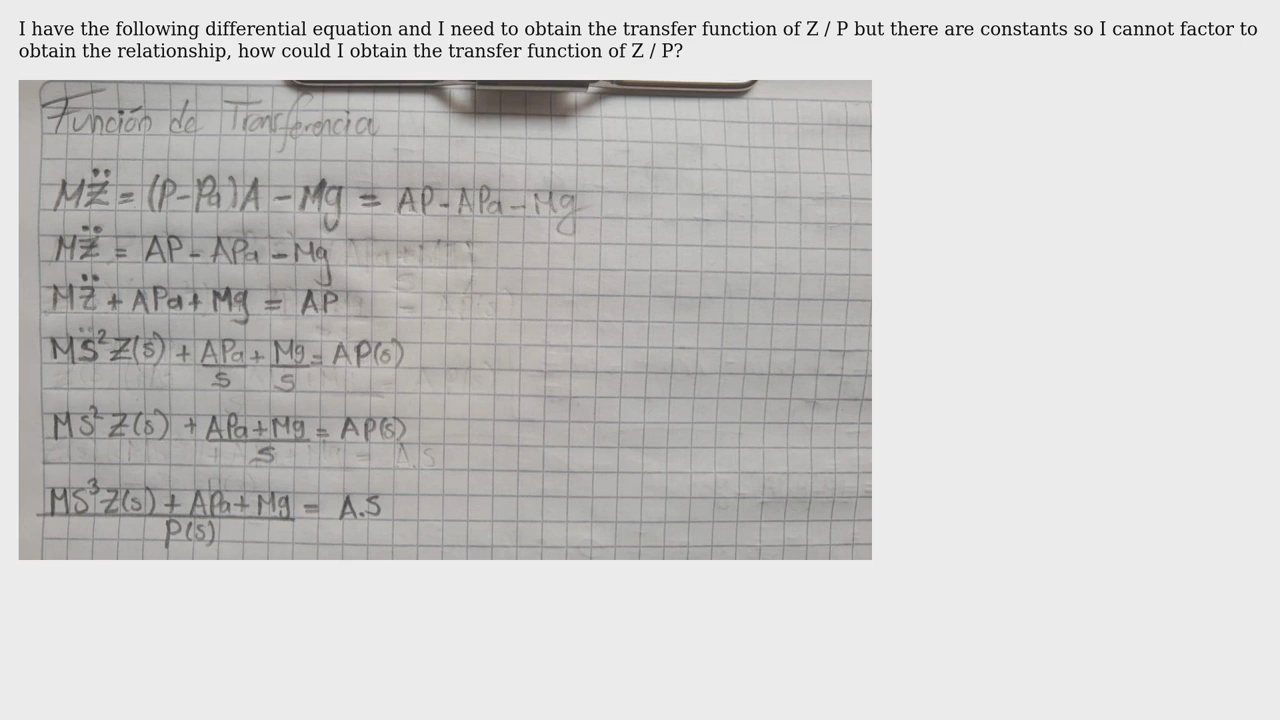 I have the following differential equation and I need to obtain the transfer function of Z / P but there are constants so I cannot factor to
obtain the relationship, how could I obtain the transfer function of Z / P?
Función de Transferencia
MZ̈ = (P-Pa)A - Mg = AP-APa-Mg
MZ̈ = AP - APa - Mg
MZ̈ + APa + Mg = AP
MS²Z(s) + APa/s + Mg/s = AP(s)
MS²Z(s) + (APa+Mg)/s = AP(s)
(MS³Z(s) + APa + Mg)/P(s) = A.S